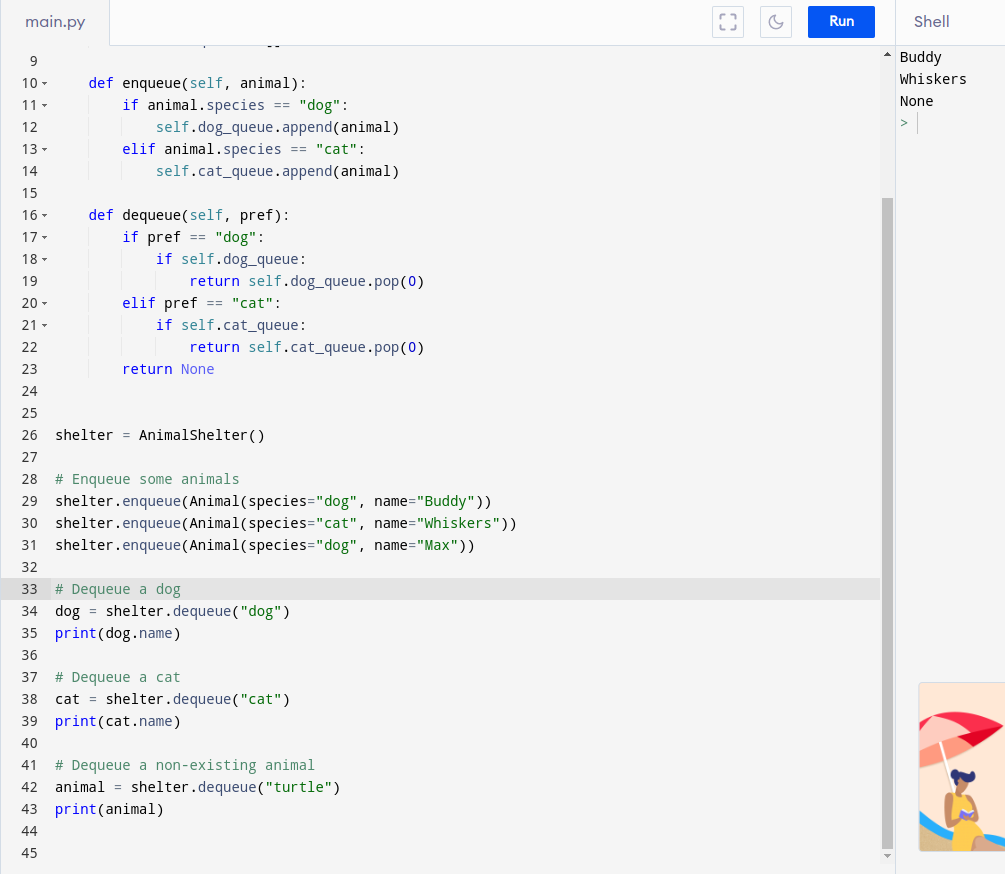 main.py
Run
Shell
9
10 def enqueue(self, animal):
11 if animal.species == "dog":
12 self.dog_queue.append(animal)
13 elif animal.species == "cat":
14 self.cat_queue.append(animal)
15
16 def dequeue(self, pref):
17 if pref == "dog":
18 if self.dog_queue:
19 return self.dog_queue.pop(0)
20 elif pref == "cat":
21 if self.cat_queue:
22 return self.cat_queue.pop(0)
23 return None
24
25
26 shelter = AnimalShelter()
27
28 # Enqueue some animals
29 shelter.enqueue(Animal(species="dog", name="Buddy"))
30 shelter.enqueue(Animal(species="cat", name="Whiskers"))
31 shelter.enqueue(Animal(species="dog", name="Max"))
32
33 # Dequeue a dog
34 dog = shelter.dequeue("dog")
35 print(dog.name)
36
37 # Dequeue a cat
38 cat = shelter.dequeue("cat")
39 print(cat.name)
40
41 # Dequeue a non-existing animal
42 animal = shelter.dequeue("turtle")
43 print(animal)
44
45
Buddy
Whiskers
None
>